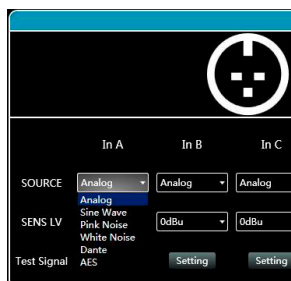 In A In B In C
SOURCE Analog Analog Analog
Analog
Sine Wave
SENS LV Pink Noise 0dBu 0dBu
White Noise
Dante
Test Signal AES Setting Setting